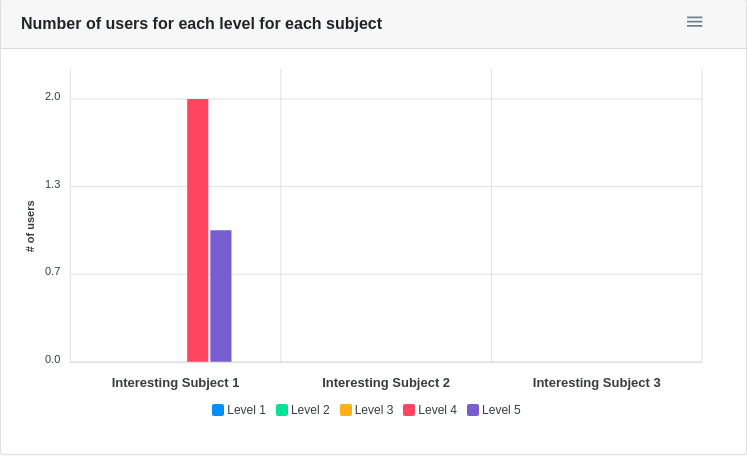 Number of users for each level for each subject
2.0
1.3
0.7
0.0
# of users
Interesting Subject 1 Interesting Subject 2 Interesting Subject 3
Level 1 Level 2 Level 3 Level 4 Level 5